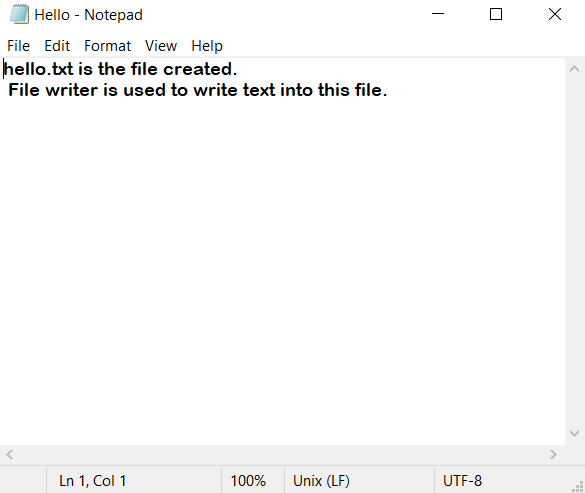 Hello - Notepad
File Edit Format View Help
hello.txt is the file created.
File writer is used to write text into this file.
Ln 1, Col 1 100% Unix (LF) UTF-8